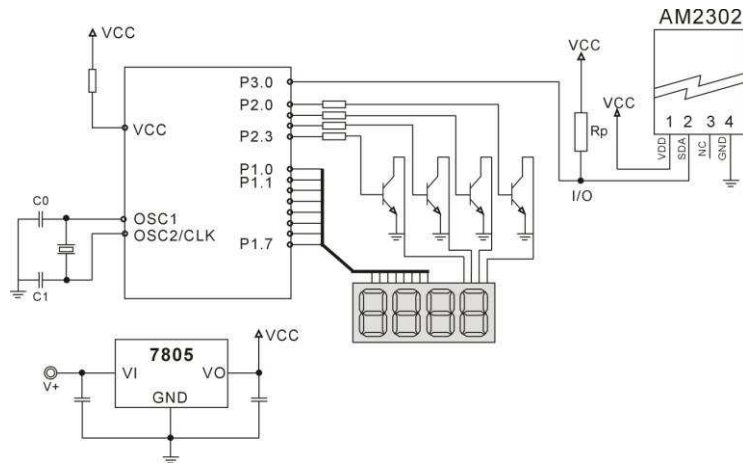 AM2302
VCC
VCC
VCC
P3.0
P2.0
P2.3
VCC
Rp
1 2 3 4
VDD
SDA
NC
GND
I/O
P1.0
P1.1
P1.7
C0
OSC1
OSC2/CLK
C1
8888
7805
VI
VO
GND
VCC
V+